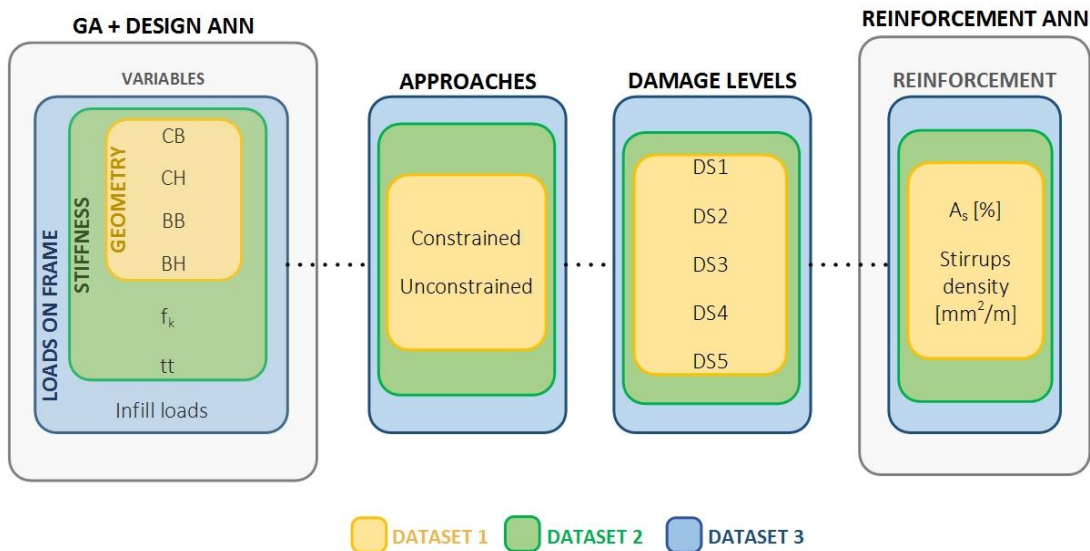 GA + DESIGN ANN
VARIABLES
LOADS ON FRAME
STIFFNESS
GEOMETRY
CB
CH
BB
BH
f_k
tt
Infill loads
APPROACHES
Constrained
Unconstrained
DAMAGE LEVELS
DS1
DS2
DS3
DS4
DS5
REINFORCEMENT ANN
REINFORCEMENT
A_s [%]
Stirrups
density
[mm²/m]
DATASET 1
DATASET 2
DATASET 3